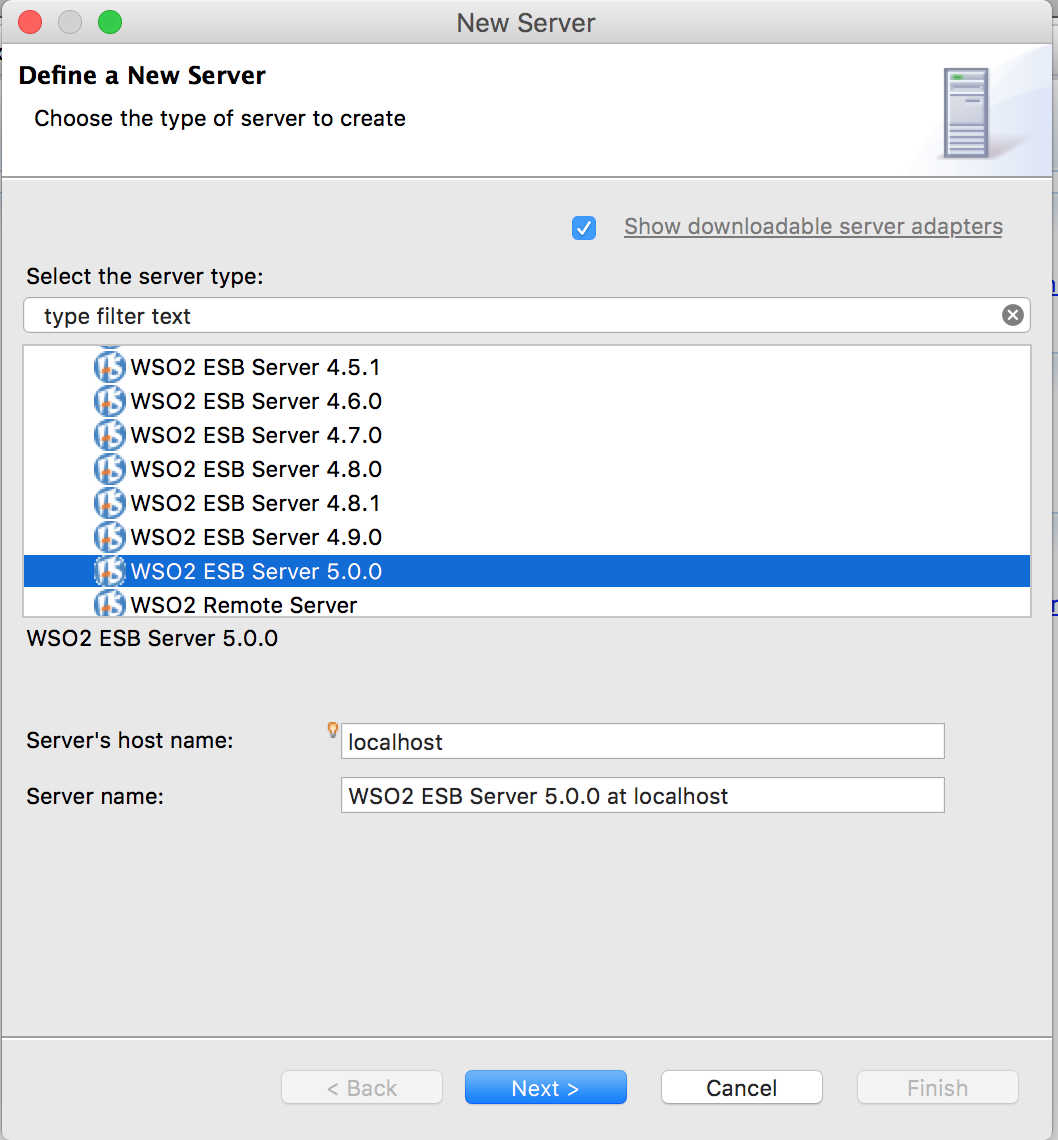 New Server
Define a New Server
Choose the type of server to create
Show downloadable server adapters
Select the server type:
type filter text
WSO2 ESB Server 4.5.1
WSO2 ESB Server 4.6.0
WSO2 ESB Server 4.7.0
WSO2 ESB Server 4.8.0
WSO2 ESB Server 4.8.1
WSO2 ESB Server 4.9.0
WSO2 ESB Server 5.0.0
WSO2 Remote Server
WSO2 ESB Server 5.0.0
Server's host name: localhost
Server name: WSO2 ESB Server 5.0.0 at localhost
< Back Next > Cancel Finish